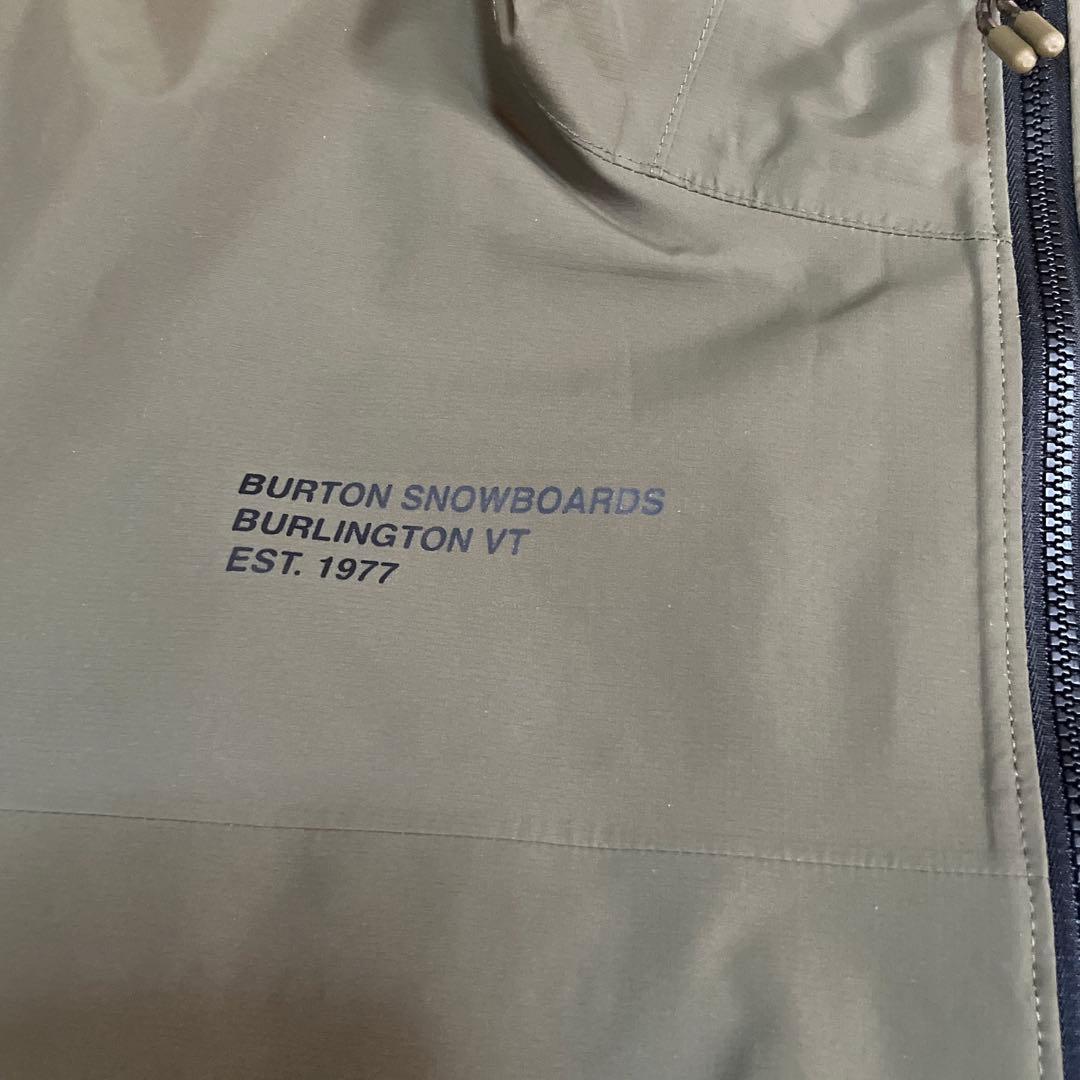 BURTON SNOWBOARDS
BURLINGTON VT
EST. 1977